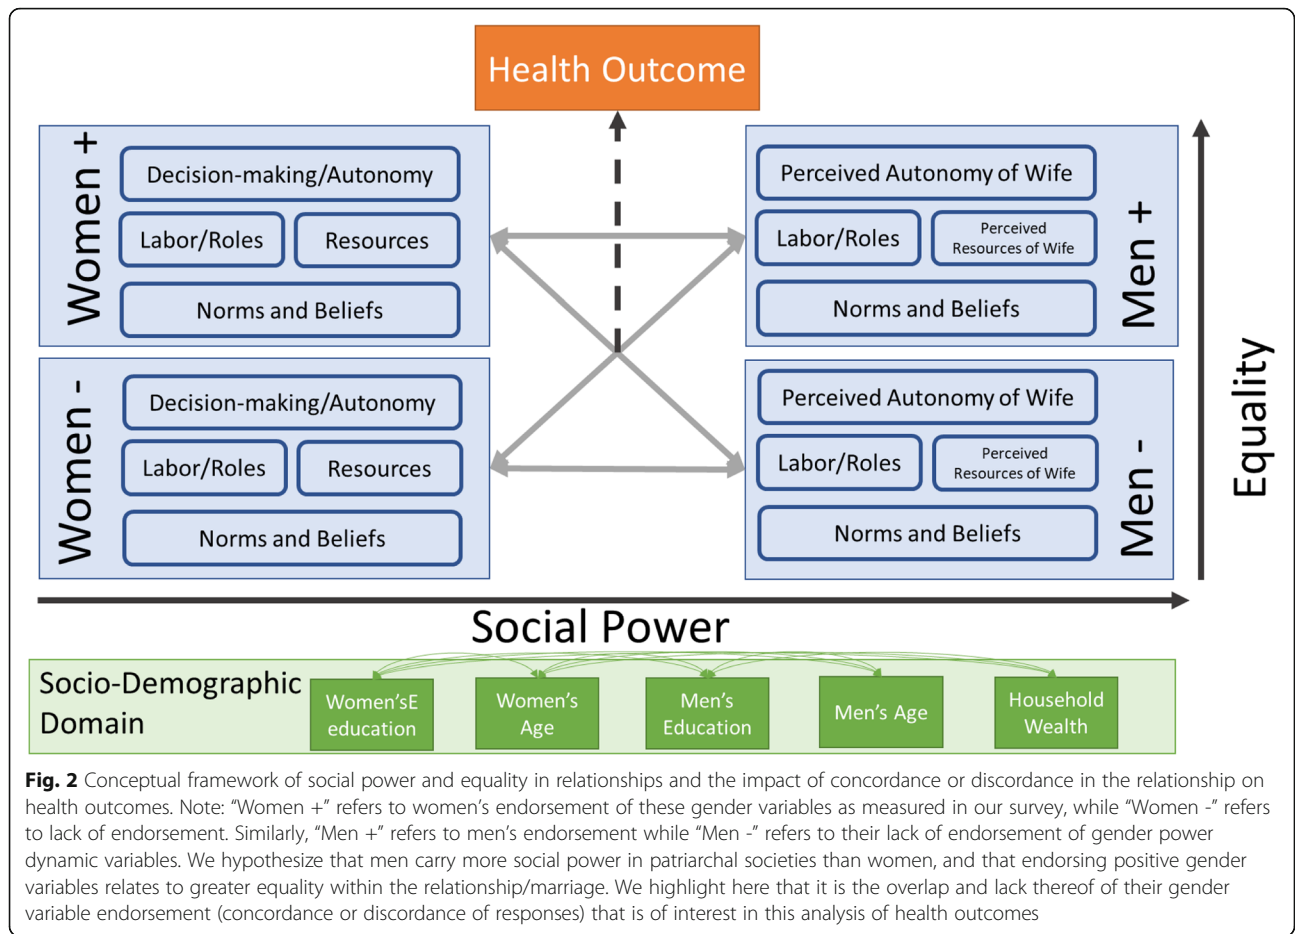 Health Outcome
Women +
Decision-making/Autonomy
Labor/Roles
Resources
Norms and Beliefs
Perceived Autonomy of Wife
Labor/Roles
Perceived
Resources of Wife
Norms and Beliefs
Men +
Women -
Decision-making/Autonomy
Labor/Roles
Resources
Norms and Beliefs
Perceived Autonomy of Wife
Labor/Roles
Perceived
Resources of Wife
Norms and Beliefs
Men -
Equality
Social Power
Socio-Demographic
Domain
Women'sE
education
Women's
Age
Men's
Education
Men's Age
Household
Wealth
Fig. 2 Conceptual framework of social power and equality in relationships and the impact of concordance or discordance in the relationship on
health outcomes. Note: “Women +” refers to women’s endorsement of these gender variables as measured in our survey, while “Women -” refers
to lack of endorsement. Similarly, “Men +” refers to men’s endorsement while “Men -” refers to their lack of endorsement of gender power
dynamic variables. We hypothesize that men carry more social power in patriarchal societies than women, and that endorsing positive gender
variables relates to greater equality within the relationship/marriage. We highlight here that it is the overlap and lack thereof of their gender
variable endorsement (concordance or discordance of responses) that is of interest in this analysis of health outcomes